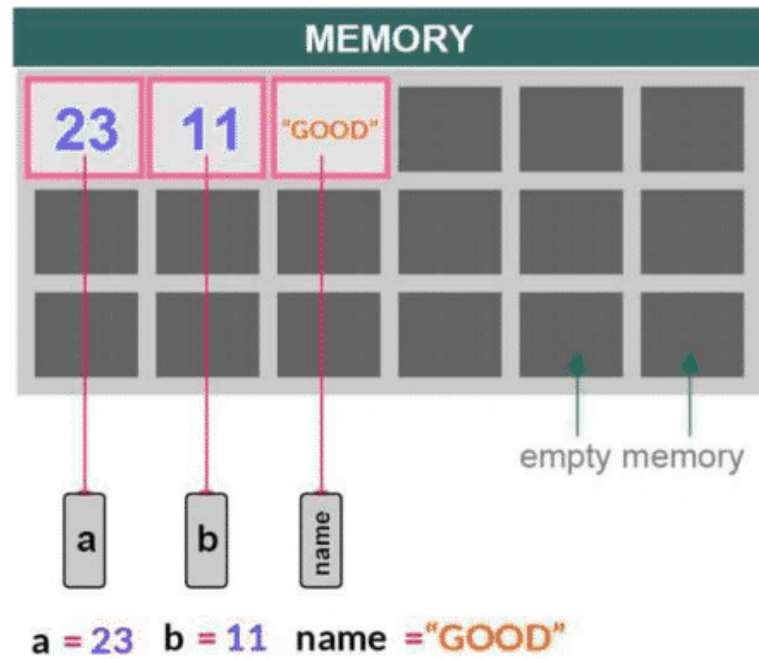 MEMORY
23 11 "GOOD"
empty memory
a b name
a = 23 b = 11 name ="GOOD"